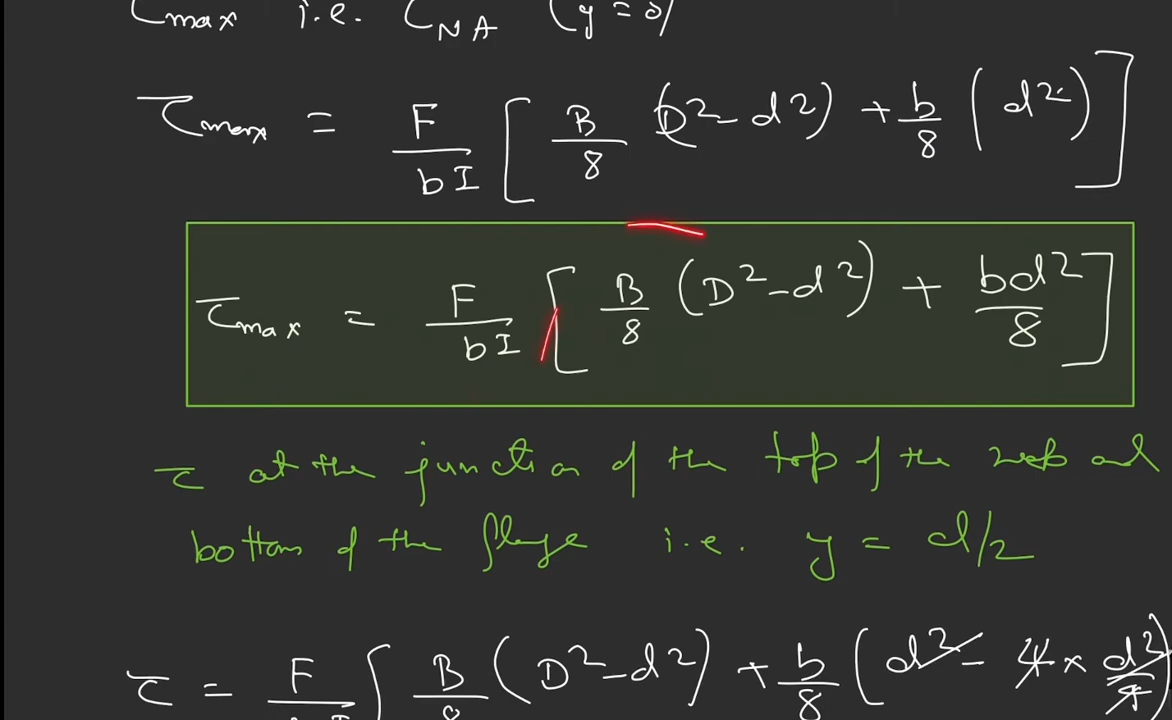 τmax i.e. τNA (y = 0)
τmax = F/bI [ B/8 (D² - d²) + b/8 ( d² ) ]
τmax = F/bI [ B/8 (D² - d²) + bd²/8 ]
τ at the junction of the top of the web and
bottom of the flange i.e. y = d/2
τ = F/ I [ B/8 (D² - d²) + b/8 ( d² - 4 × d²/4 )